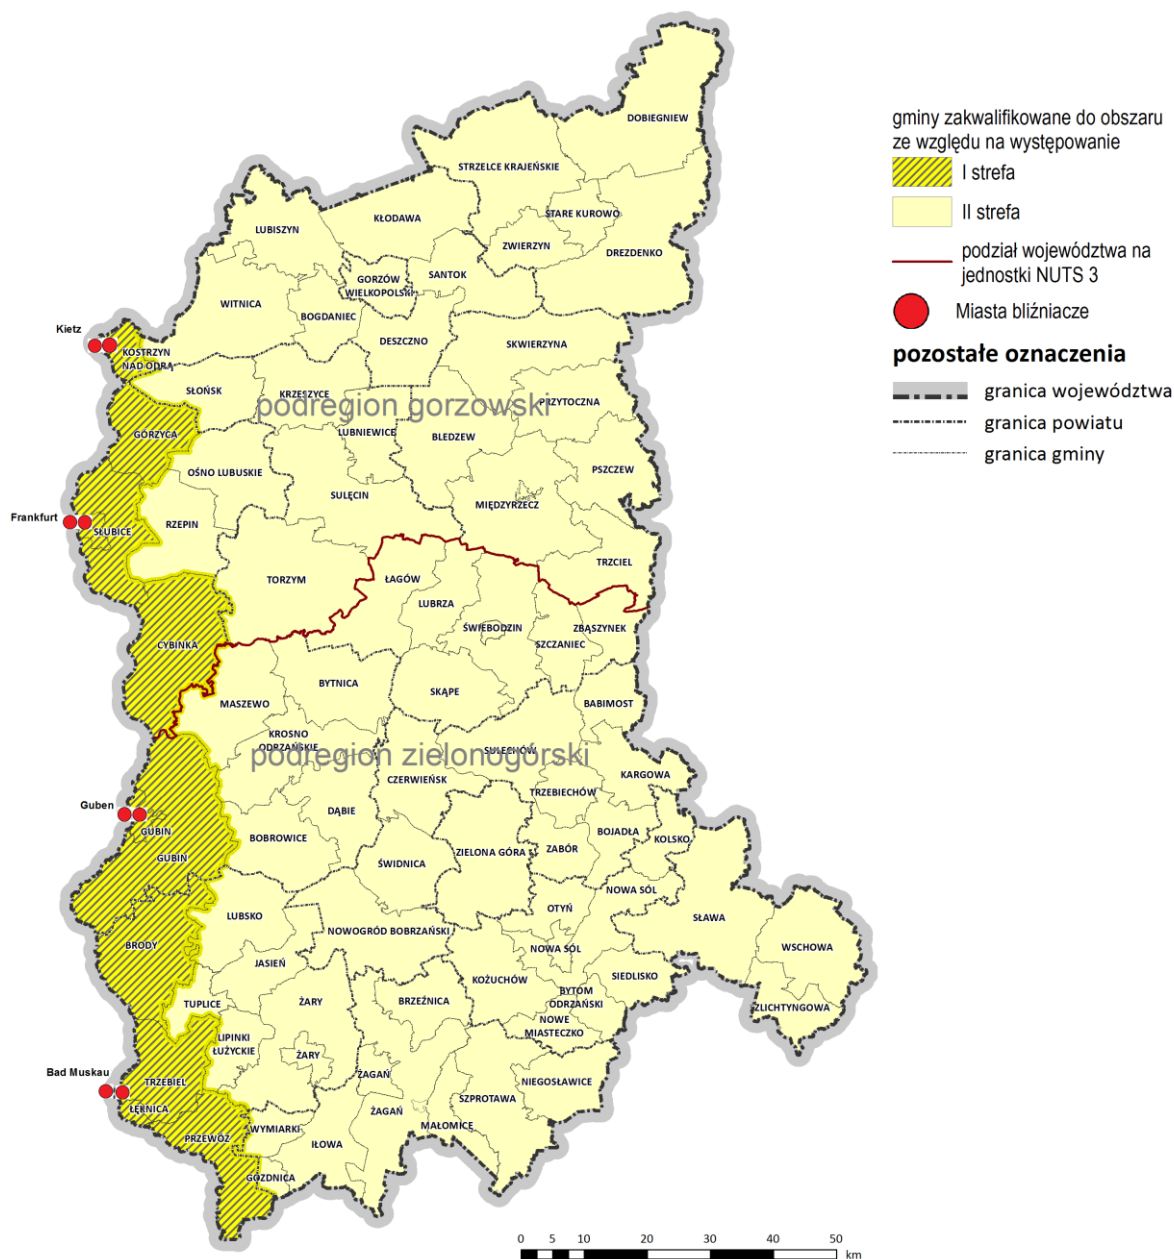 DOBIEGNIEW
STRZELCE KRAJEŃSKIE
STARE KUROWO
KŁODAWA
LUBISZYN
ZWIERZYN
DREZDENKO
SANTOK
GORZÓW
WIELKOPOLSKI
WITNICA
BOGDANIEC
Kietz
DESZCZNO
SKWIERZYNA
KOSTRZYN
NAD ODRĄ
SŁOŃSK
KRZESZYCE
PRZYTOCZNA
podregion gorzowski
GÓRZYCA
LUBNIEWICE
BLEDZEW
OŚNO LUBUSKIE
PSZCZEW
SULĘCIN
MIĘDZYRZECZ
Frankfurt
SŁUBICE
RZEPIN
TRZCIEL
TORZYM
ŁAGÓW
LUBRZA
ŚWIEBODZIN
ZBĄSZYNEK
SZCZANIEC
CYBINKA
BYTNICA
SKĄPE
MASZEWO
BABIMOST
KROSNO
ODRZAŃSKIE
SULECHÓW
podregion zielonogórski
CZERWIEŃSK
KARGOWA
TRZEBIECHÓW
Guben
DĄBIE
GUBIN
BOBROWICE
BOJADŁA
KOLSKO
GUBIN
ŚWIDNICA
ZIELONA GÓRA
ZABÓR
NOWA SÓL
LUBSKO
OTYŃ
SŁAWA
NOWOGRÓD BOBRZAŃSKI
BRODY
NOWA SÓL
WSCHOWA
JASIEŃ
KOŻUCHÓW
SIEDLISKO
TUPLICE
ŻARY
BRZEŹNICA
BYTOM
ODRZAŃSKI
SZLICHTYNGOWA
NOWE
MIASTECZKO
LIPINKI
ŁUŻYCKIE
ŻARY
Bad Muskau
TRZEBIEL
ŻAGAŃ
NIEGOSŁAWICE
ŁĘKNICA
SZPROTAWA
ŻAGAŃ
MAŁOMICE
PRZEWÓZ
WYMIARKI
IŁOWA
GOZDNICA
gminy zakwalifikowane do obszaru
ze względu na występowanie
I strefa
II strefa
podział województwa na
jednostki NUTS 3
Miasta bliźniacze
pozostałe oznaczenia
granica województwa
granica powiatu
granica gminy
0 5 10 20 30 40 50
km